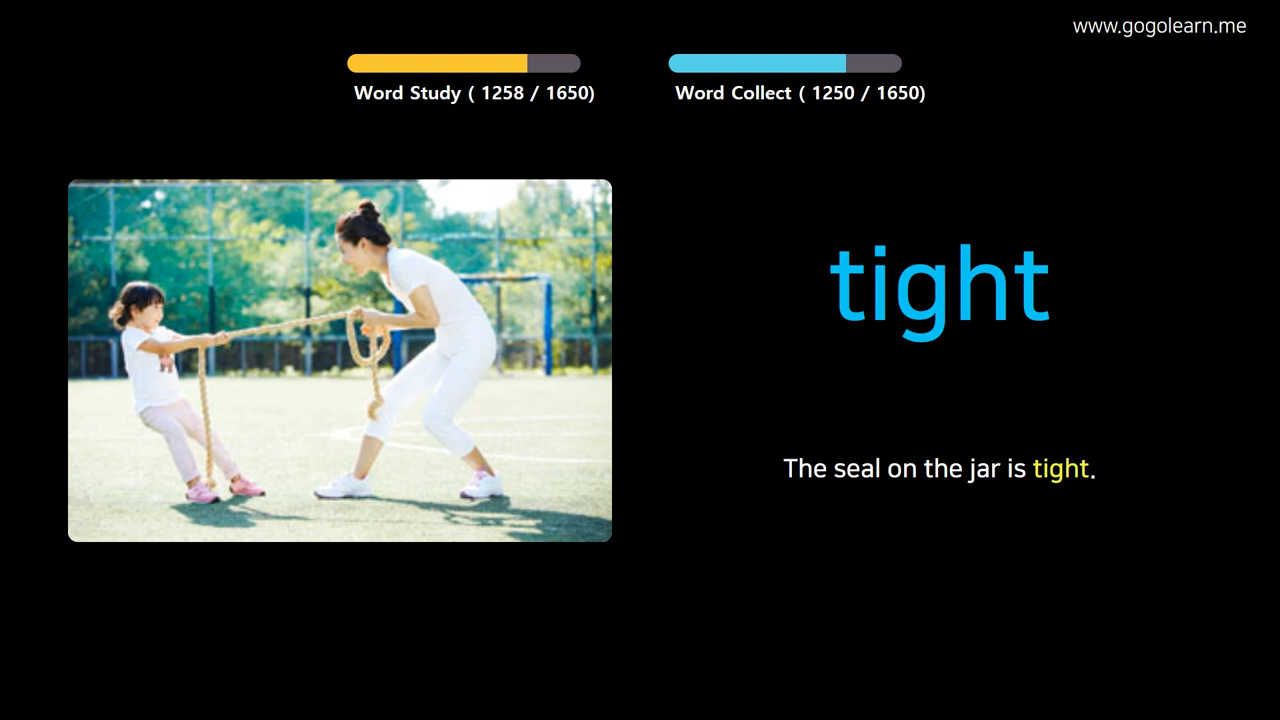 www.gogolearn.me
Word Study ( 1258 / 1650)
Word Collect ( 1250 / 1650)
tight
The seal on the jar is tight.